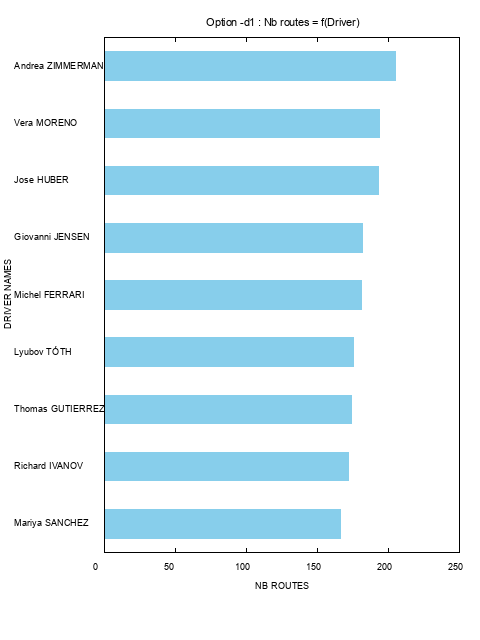 Option -d1 : Nb routes = f(Driver)
Andrea ZIMMERMAN
Vera MORENO
Jose HUBER
Giovanni JENSEN
Michel FERRARI
Lyubov TÓTH
Thomas GUTIERREZ
Richard IVANOV
Mariya SANCHEZ
DRIVER NAMES
0 50 100 150 200 250
NB ROUTES